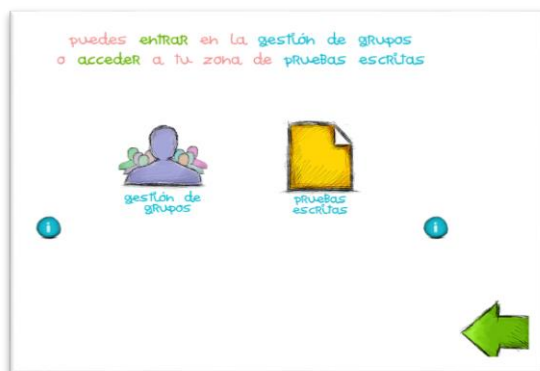 puedes entrar en la gestión de grupos
o acceder a tu zona de pruebas escritas
gestión de
grupos
pruebas
escritas
i
i